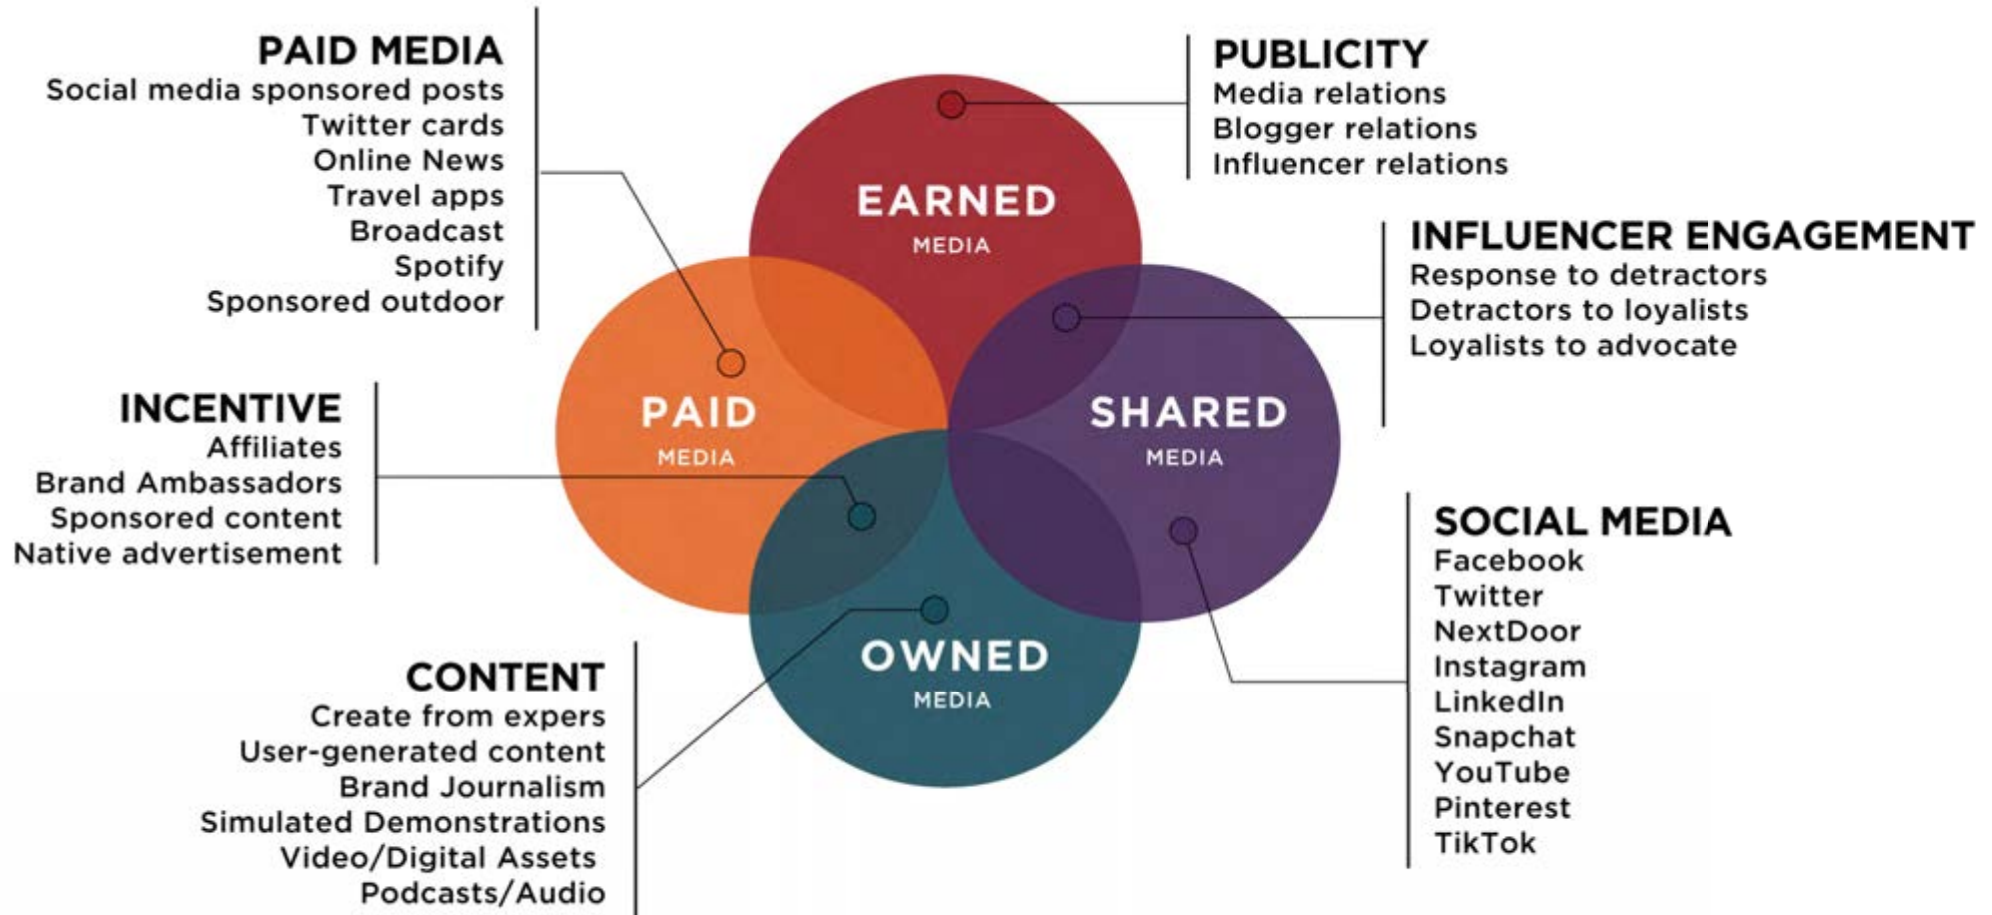 PAID MEDIA
Social media sponsored posts
Twitter cards
Online News
Travel apps
Broadcast
Spotify
Sponsored outdoor
INCENTIVE
Affiliates
Brand Ambassadors
Sponsored content
Native advertisement
CONTENT
Create from expers
User-generated content
Brand Journalism
Simulated Demonstrations
Video/Digital Assets
Podcasts/Audio
EARNED
MEDIA
PAID
MEDIA
SHARED
MEDIA
OWNED
MEDIA
PUBLICITY
Media relations
Blogger relations
Influencer relations
INFLUENCER ENGAGEMENT
Response to detractors
Detractors to loyalists
Loyalists to advocate
SOCIAL MEDIA
Facebook
Twitter
NextDoor
Instagram
LinkedIn
Snapchat
YouTube
Pinterest
TikTok